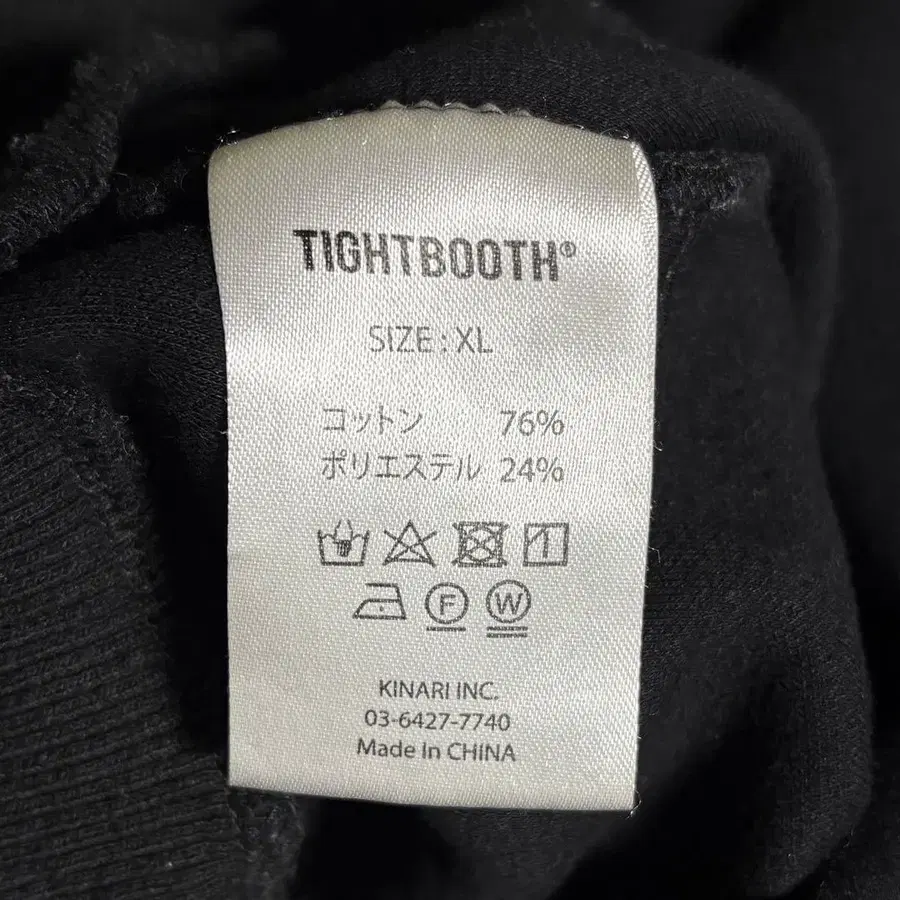 TIGHTBOOTH®
SIZE : XL
コットン 76%
ポリエステル 24%
F W
KINARI INC.
03-6427-7740
Made In CHINA